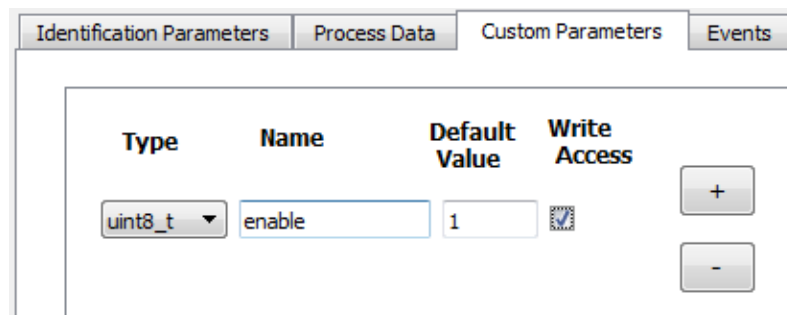 Identification Parameters Process Data Custom Parameters Events
Type Name Default Value Write Access
uint8_t enable 1
+
-